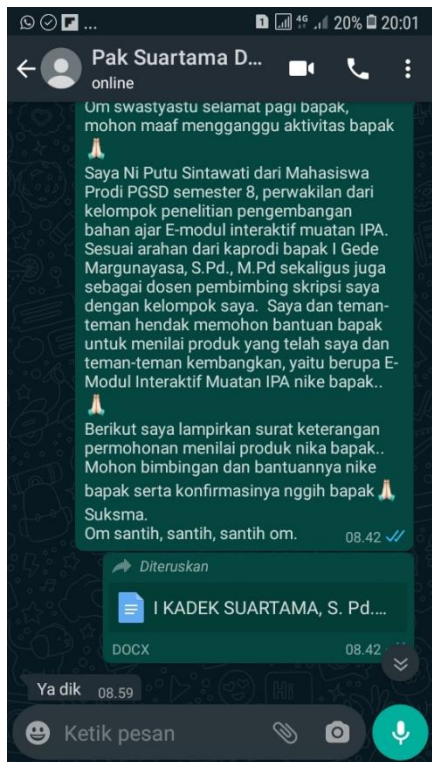 1 4G 20% 20:01
Pak Suartama D...
online
Om swastyastu selamat pagi bapak,
mohon maaf mengganggu aktivitas bapak
Saya Ni Putu Sintawati dari Mahasiswa
Prodi PGSD semester 8, perwakilan dari
kelompok penelitian pengembangan
bahan ajar E-modul interaktif muatan IPA.
Sesuai arahan dari kaprodi bapak I Gede
Margunayasa, S.Pd., M.Pd sekaligus juga
sebagai dosen pembimbing skripsi saya
dengan kelompok saya. Saya dan teman-
teman hendak memohon bantuan bapak
untuk menilai produk yang telah saya dan
teman-teman kembangkan, yaitu berupa E-
Modul Interaktif Muatan IPA nike bapak..
Berikut saya lampirkan surat keterangan
permohonan menilai produk nika bapak..
Mohon bimbingan dan bantuannya nike
bapak serta konfirmasinya nggih bapak
Suksma.
Om santih, santih, santih om. 08.42
Diteruskan
I KADEK SUARTAMA, S. Pd....
DOCX 08.42
Ya dik 08.59
Ketik pesan